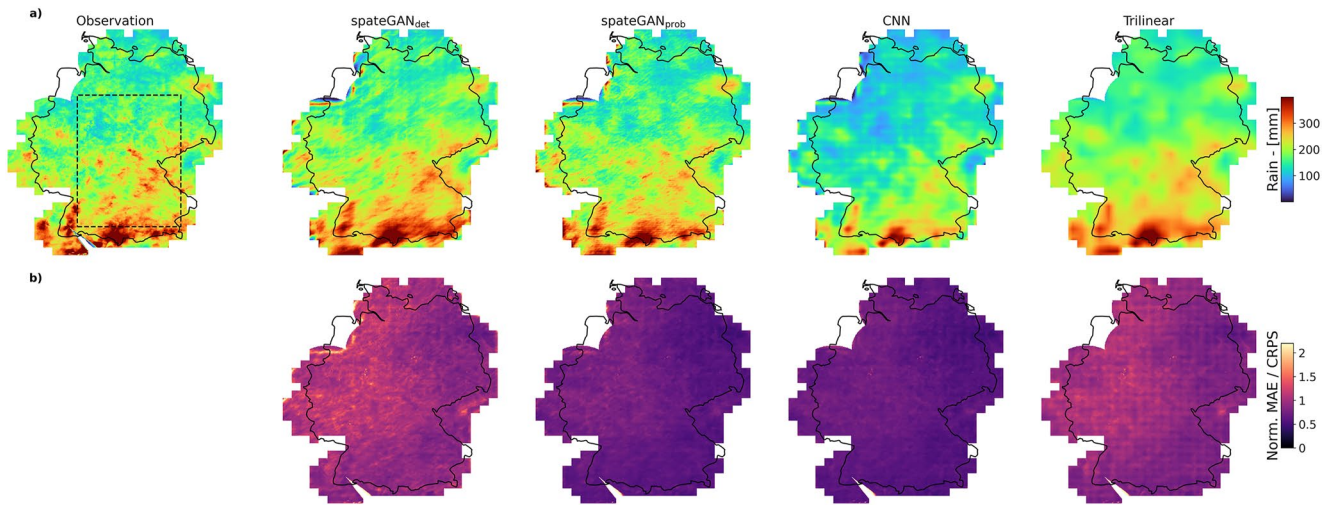 a)
Observation
spateGAN_det
spateGAN_prob
CNN
Trilinear
300
200
100
Rain - [mm]
b)
2
1.5
1
0.5
0
Norm. MAE / CRPS